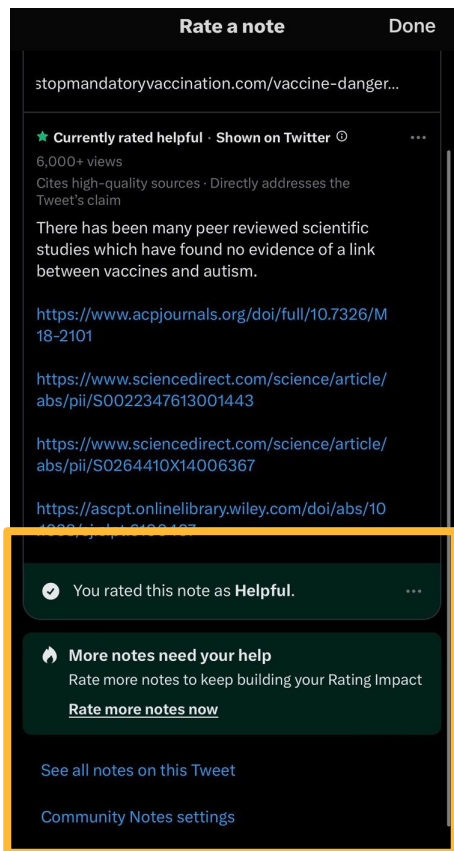 Rate a note
Done
stopmandatoryvaccination.com/vaccine-danger...
Currently rated helpful · Shown on Twitter
6,000+ views
Cites high-quality sources · Directly addresses the
Tweet's claim
There has been many peer reviewed scientific
studies which have found no evidence of a link
between vaccines and autism.
https://www.acpjournals.org/doi/full/10.7326/M
18-2101
https://www.sciencedirect.com/science/article/
abs/pii/S0022347613001443
https://www.sciencedirect.com/science/article/
abs/pii/S0264410X14006367
https://ascpt.onlinelibrary.wiley.com/doi/abs/10
You rated this note as Helpful.
More notes need your help
Rate more notes to keep building your Rating Impact
Rate more notes now
See all notes on this Tweet
Community Notes settings